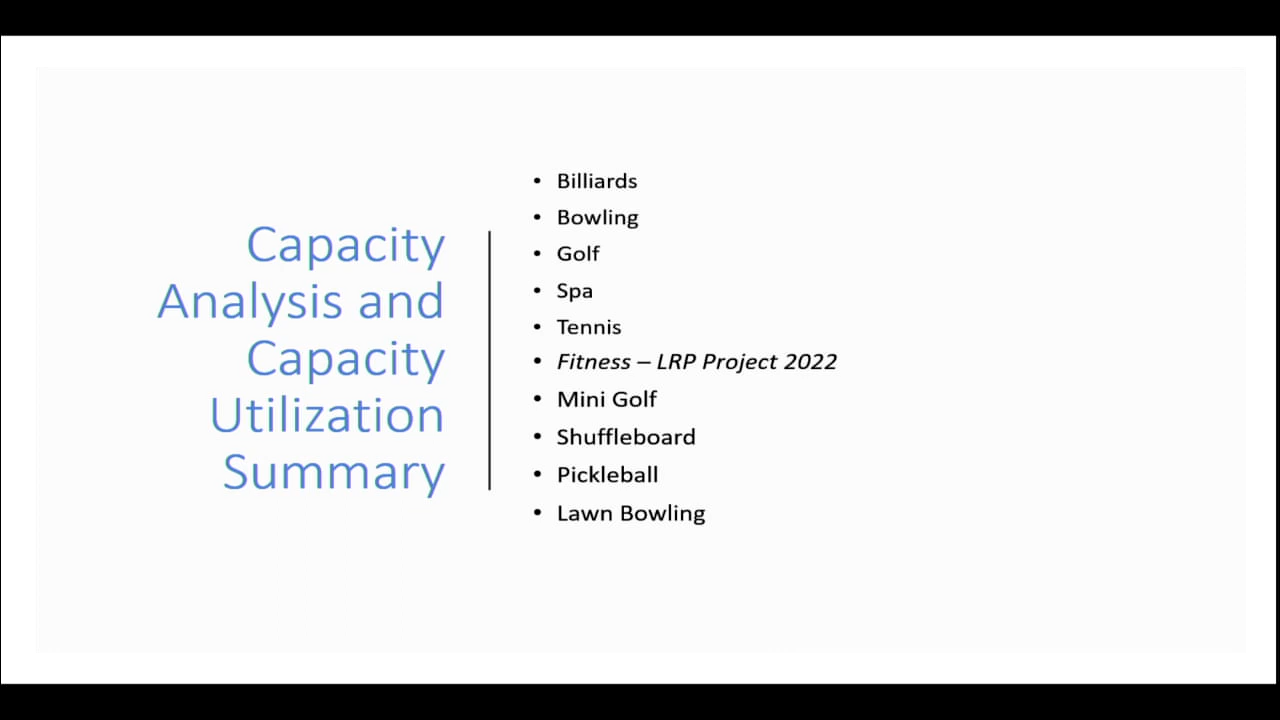 Capacity
Analysis and
Capacity
Utilization
Summary
• Billiards
• Bowling
• Golf
• Spa
• Tennis
• Fitness – LRP Project 2022
• Mini Golf
• Shuffleboard
• Pickleball
• Lawn Bowling